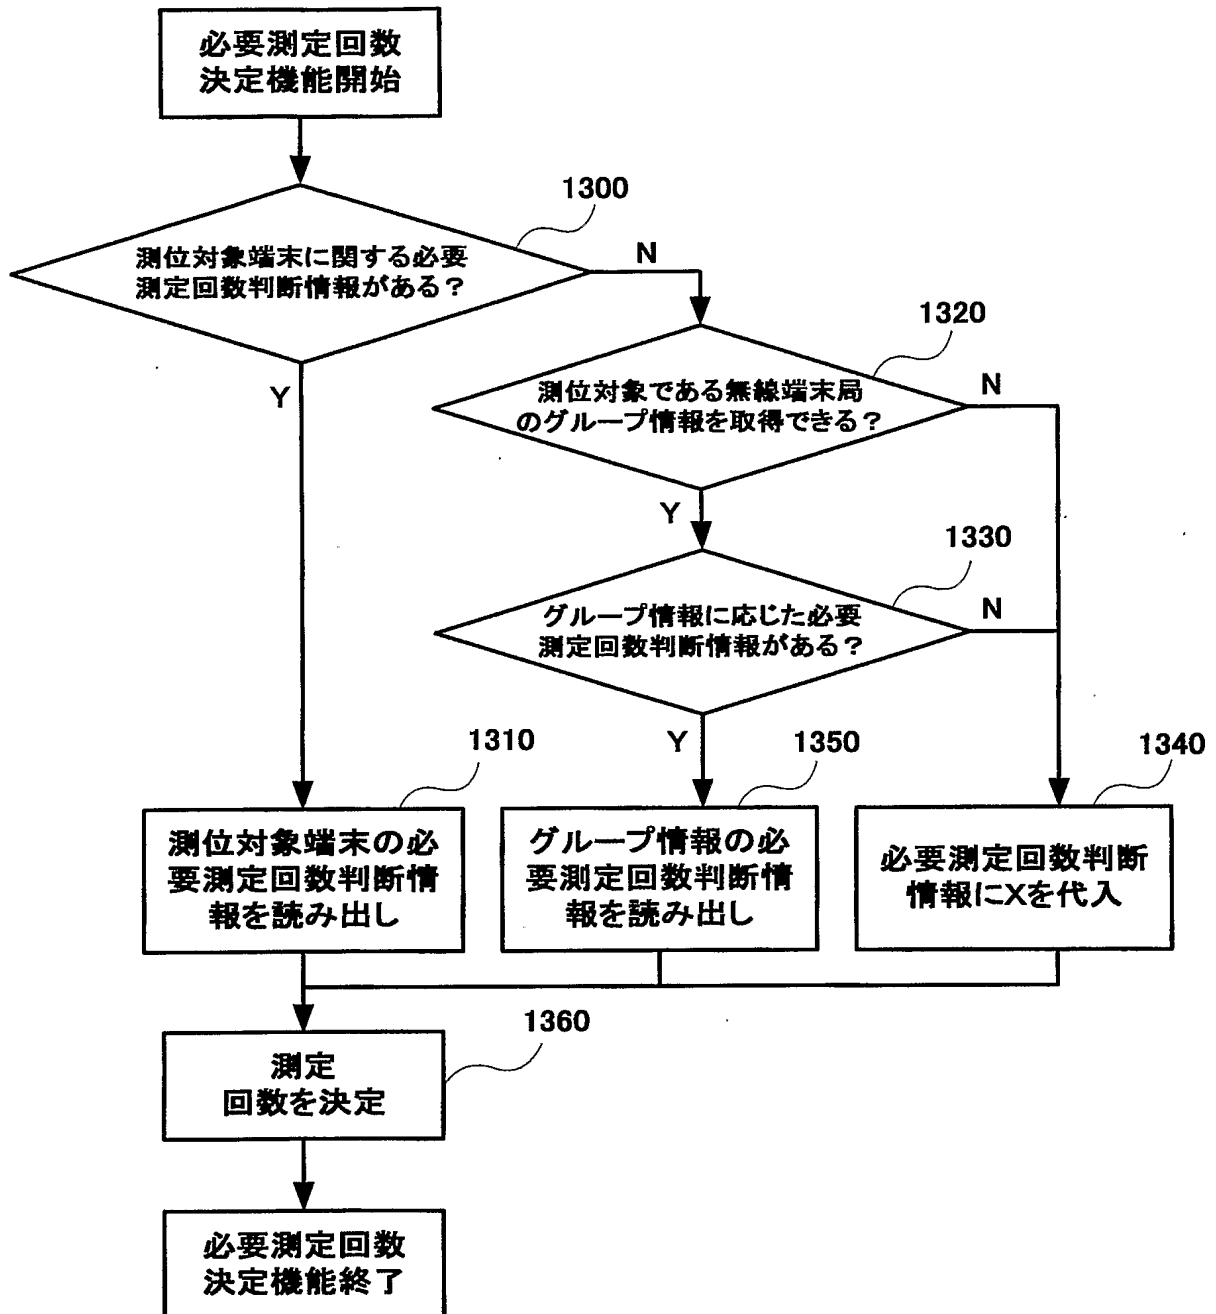 必要測定回数
決定機能開始
1300
測位対象端末に関する必要
測定回数判断情報がある?
N
Y
1320
測位対象である無線端末局
のグループ情報を取得できる?
N
Y
1330
グループ情報に応じた必要
測定回数判断情報がある?
N
Y
1310
測位対象端末の必
要測定回数判断情
報を読み出し
1350
グループ情報の必
要測定回数判断情
報を読み出し
1340
必要測定回数判断
情報にXを代入
1360
測定
回数を決定
必要測定回数
決定機能終了